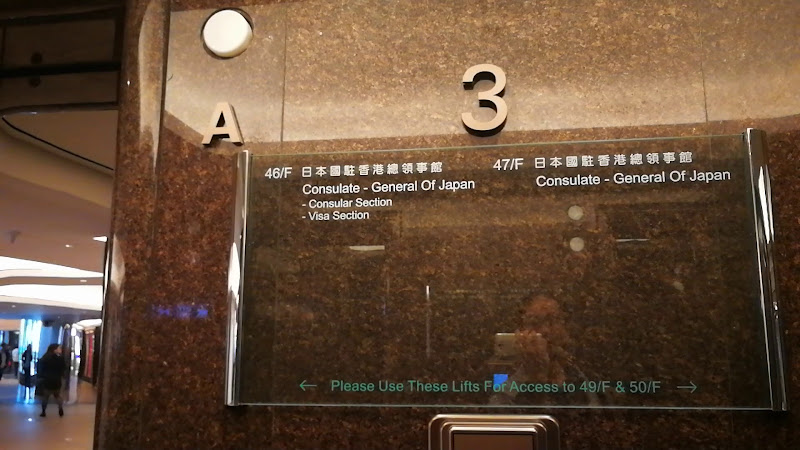 A
3
46/F 日本國駐香港總領事館
Consulate - General Of Japan
- Consular Section
- Visa Section
47/F 日本國駐香港總領事館
Consulate - General Of Japan
← Please Use These Lifts For Access to 49/F & 50/F →